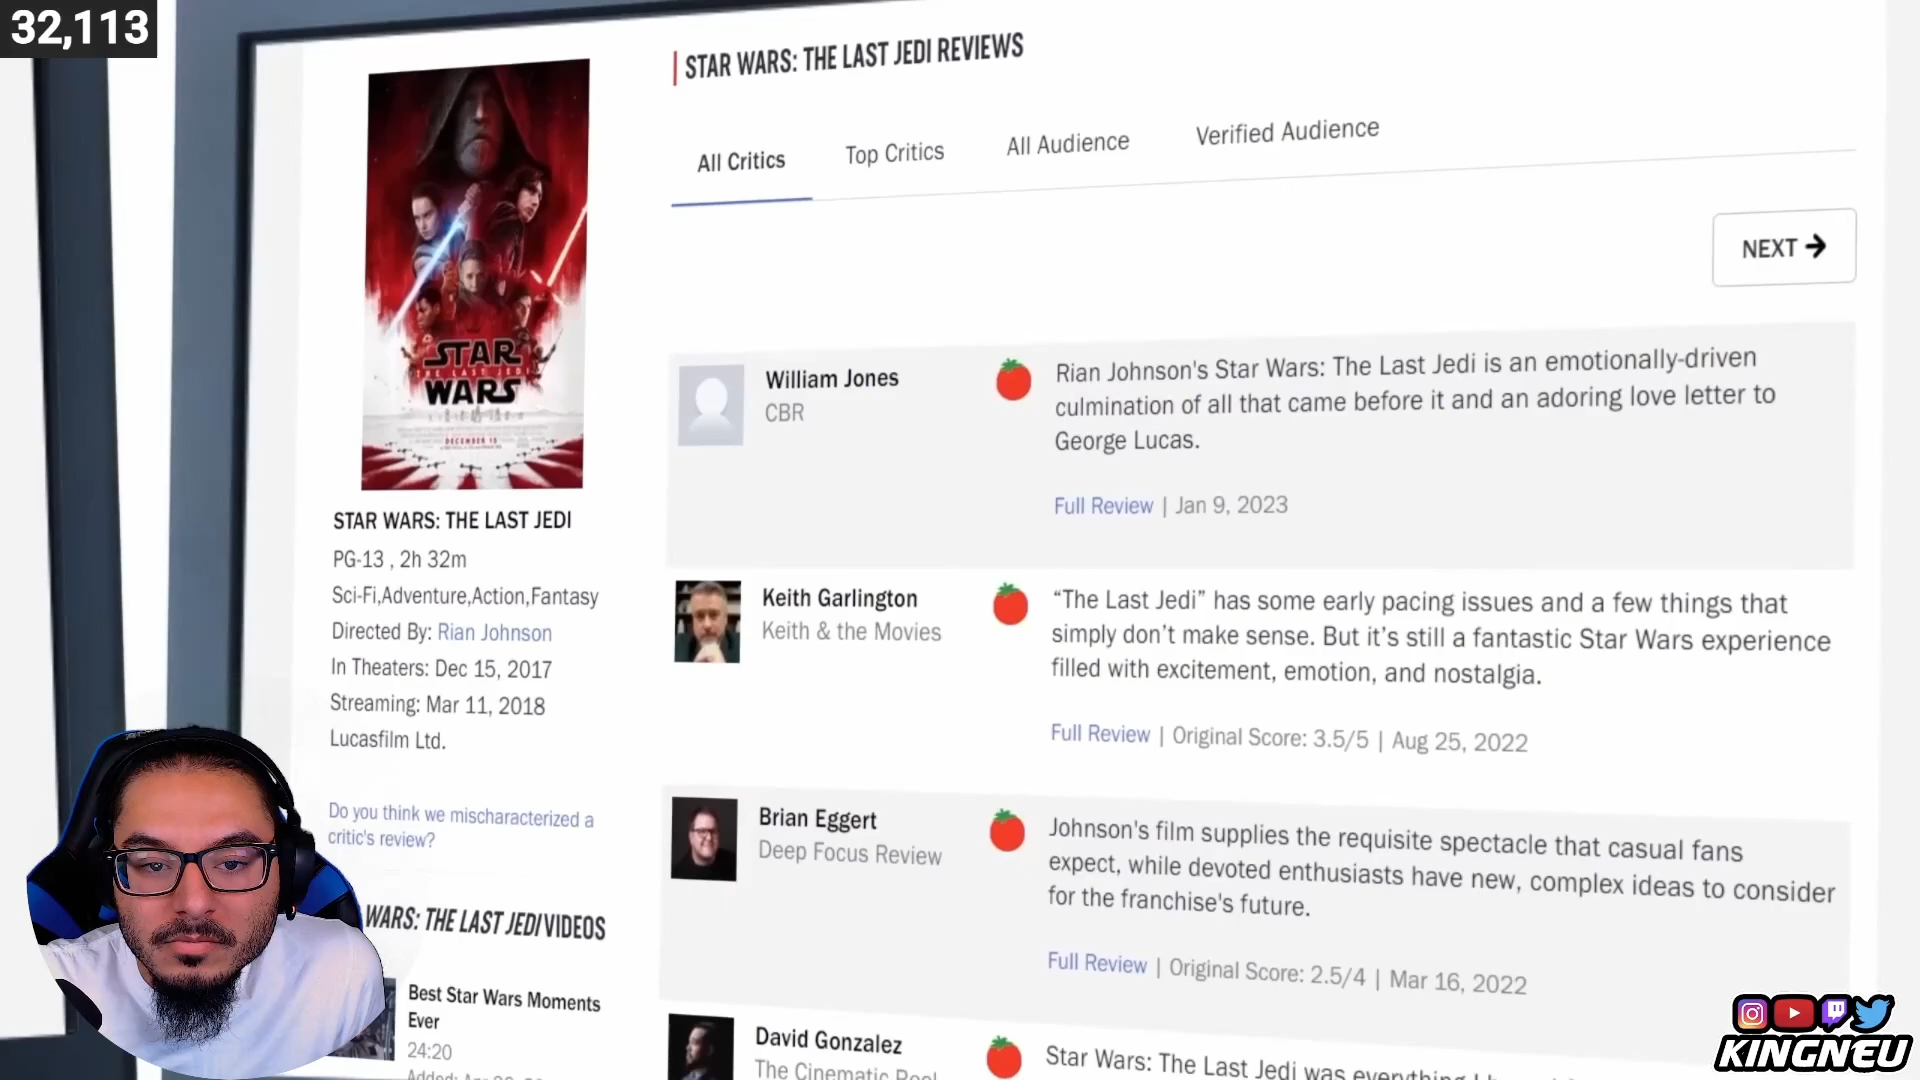 32,113
STAR WARS: THE LAST JEDI REVIEWS
All Critics
Top Critics
All Audience
Verified Audience
NEXT
STAR
THE LAST JEDI
WARS
DECEMBER 15
STAR WARS: THE LAST JEDI
PG-13 , 2h 32m
Sci-Fi,Adventure,Action,Fantasy
Directed By: Rian Johnson
In Theaters: Dec 15, 2017
Streaming: Mar 11, 2018
Lucasfilm Ltd.
Do you think we mischaracterized a
critic's review?
WARS: THE LAST JEDI VIDEOS
Best Star Wars Moments
Ever
24:20
William Jones
CBR
Rian Johnson's Star Wars: The Last Jedi is an emotionally-driven
culmination of all that came before it and an adoring love letter to
George Lucas.
Full Review | Jan 9, 2023
Keith Garlington
Keith & the Movies
“The Last Jedi” has some early pacing issues and a few things that
simply don’t make sense. But it’s still a fantastic Star Wars experience
filled with excitement, emotion, and nostalgia.
Full Review | Original Score: 3.5/5 | Aug 25, 2022
Brian Eggert
Deep Focus Review
Johnson's film supplies the requisite spectacle that casual fans
expect, while devoted enthusiasts have new, complex ideas to consider
for the franchise's future.
Full Review | Original Score: 2.5/4 | Mar 16, 2022
David Gonzalez
The Cinematic Reel
Star Wars: The Last Jedi was everything I
KINGNEU